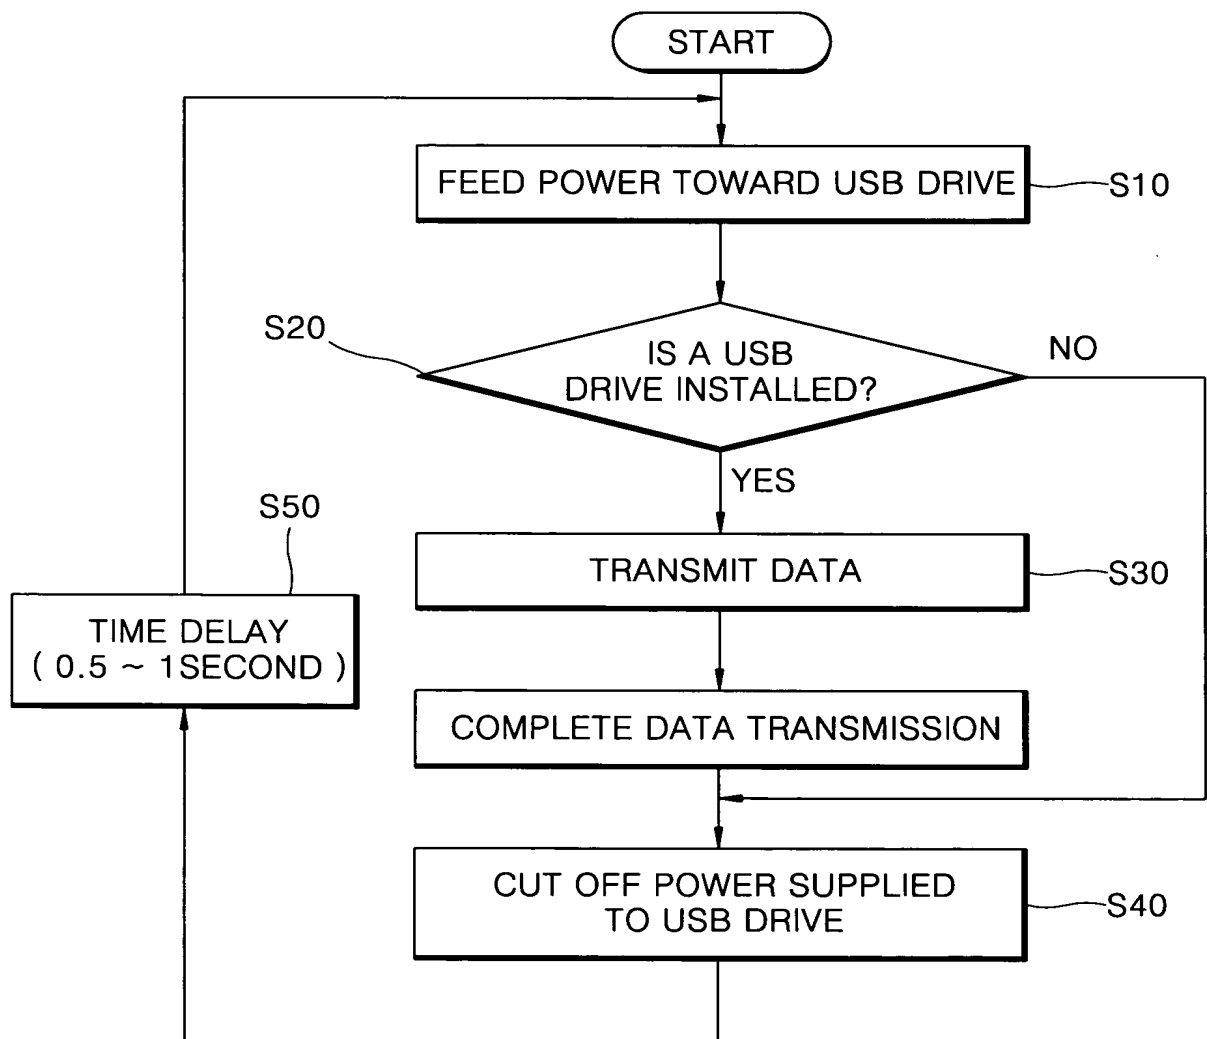 START
FEED POWER TOWARD USB DRIVE
S10
S20
IS A USB
DRIVE INSTALLED?
NO
YES
S50
TRANSMIT DATA
S30
TIME DELAY
( 0.5 ~ 1SECOND )
COMPLETE DATA TRANSMISSION
CUT OFF POWER SUPPLIED
TO USB DRIVE
S40